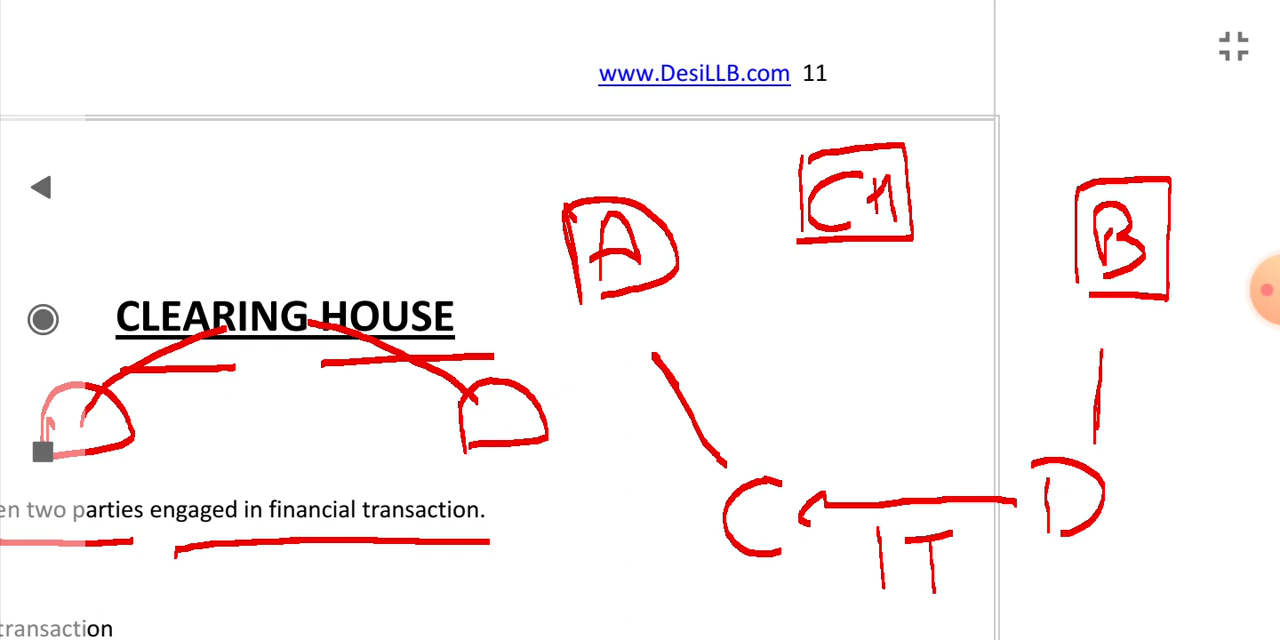 www.DesiLLB.com 11
CH
A
B
CLEARING HOUSE
C
D
en two parties engaged in financial transaction.
IT
transaction